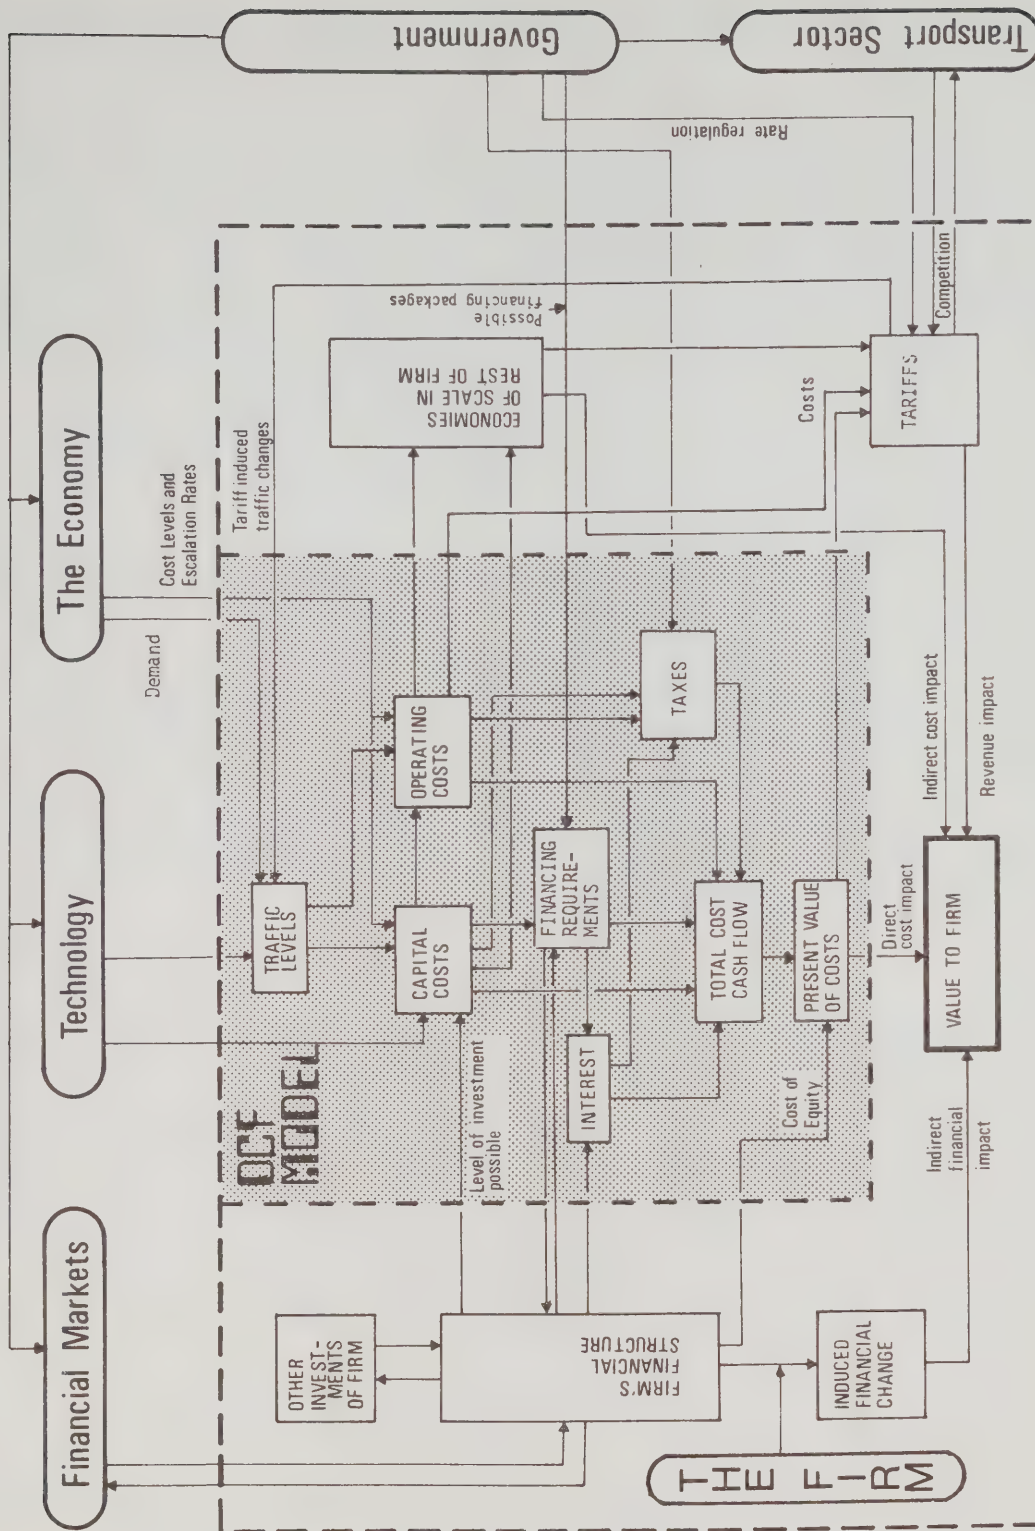 Financial Markets
Technology
The Economy
Government
Transport Sector
Demand
Cost Levels and
Escalation Rates
Tariff induced
traffic changes
Possible
financing packages
Rate regulation
DCF
MODEL
TRAFFIC
LEVELS
CAPITAL
COSTS
OPERATING
COSTS
ECONOMIES
OF SCALE IN
REST OF FIRM
Level of investment
possible
FINANCING
REQUIRE-
MENTS
TAXES
INTEREST
Costs
Competition
TARIFFS
TOTAL COST
CASH FLOW
Cost of
Equity
PRESENT VALUE
OF COSTS
OTHER
INVEST-
MENTS
OF FIRM
FIRM'S
FINANCIAL
STRUCTURE
INDUCED
FINANCIAL
CHANGE
THE FIRM
Indirect
financial
impact
Direct
cost impact
Indirect cost impact
Revenue impact
VALUE TO FIRM